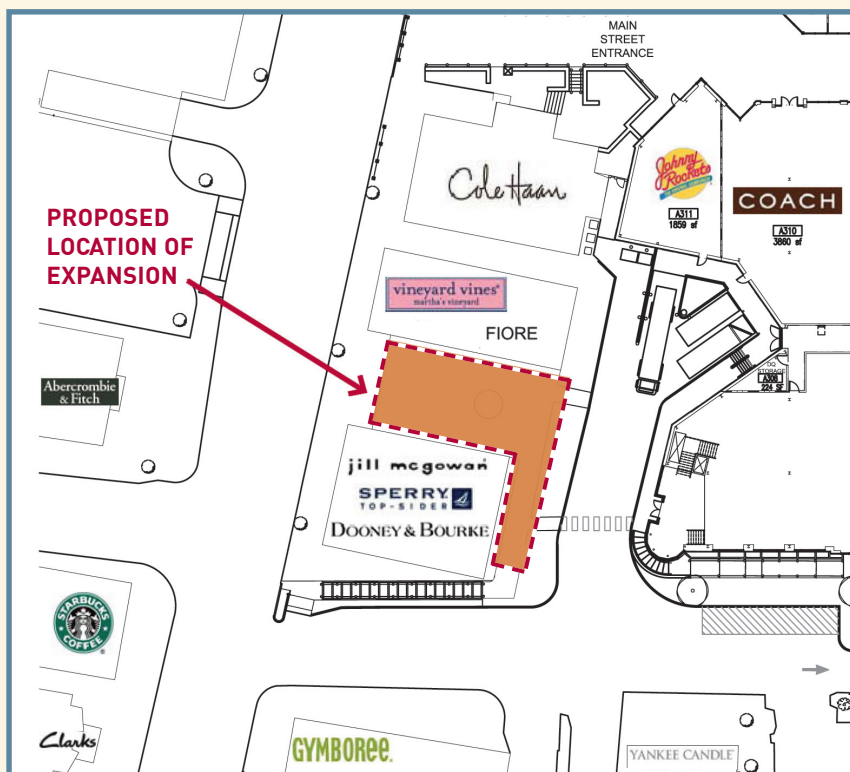 MAIN
STREET
ENTRANCE
Cole Haan
Johnny
Rockets
A311
1859 sf
COACH
A310
3860 sf
PROPOSED
LOCATION OF
EXPANSION
vineyard vines®
martha's vineyard
FIORE
DQ
STORAGE
A308
224 SF
Abercrombie
& Fitch
jill mcgowan
SPERRY
TOP-SIDER
DOONEY & BOURKE
STARBUCKS
COFFEE
®
Clarks
GYMBOREE.
YANKEE CANDLE®